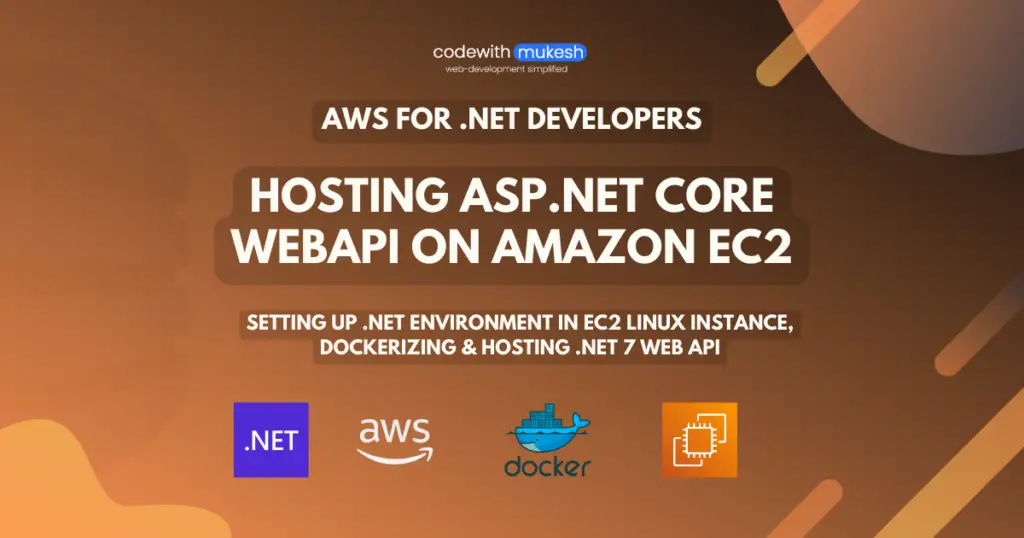 codewith mukesh
web-development simplified
AWS FOR .NET DEVELOPERS
HOSTING ASP.NET CORE
WEBAPI ON AMAZON EC2
SETTING UP .NET ENVIRONMENT IN EC2 LINUX INSTANCE,
DOCKERIZING & HOSTING .NET 7 WEB API
.NET
aws
docker